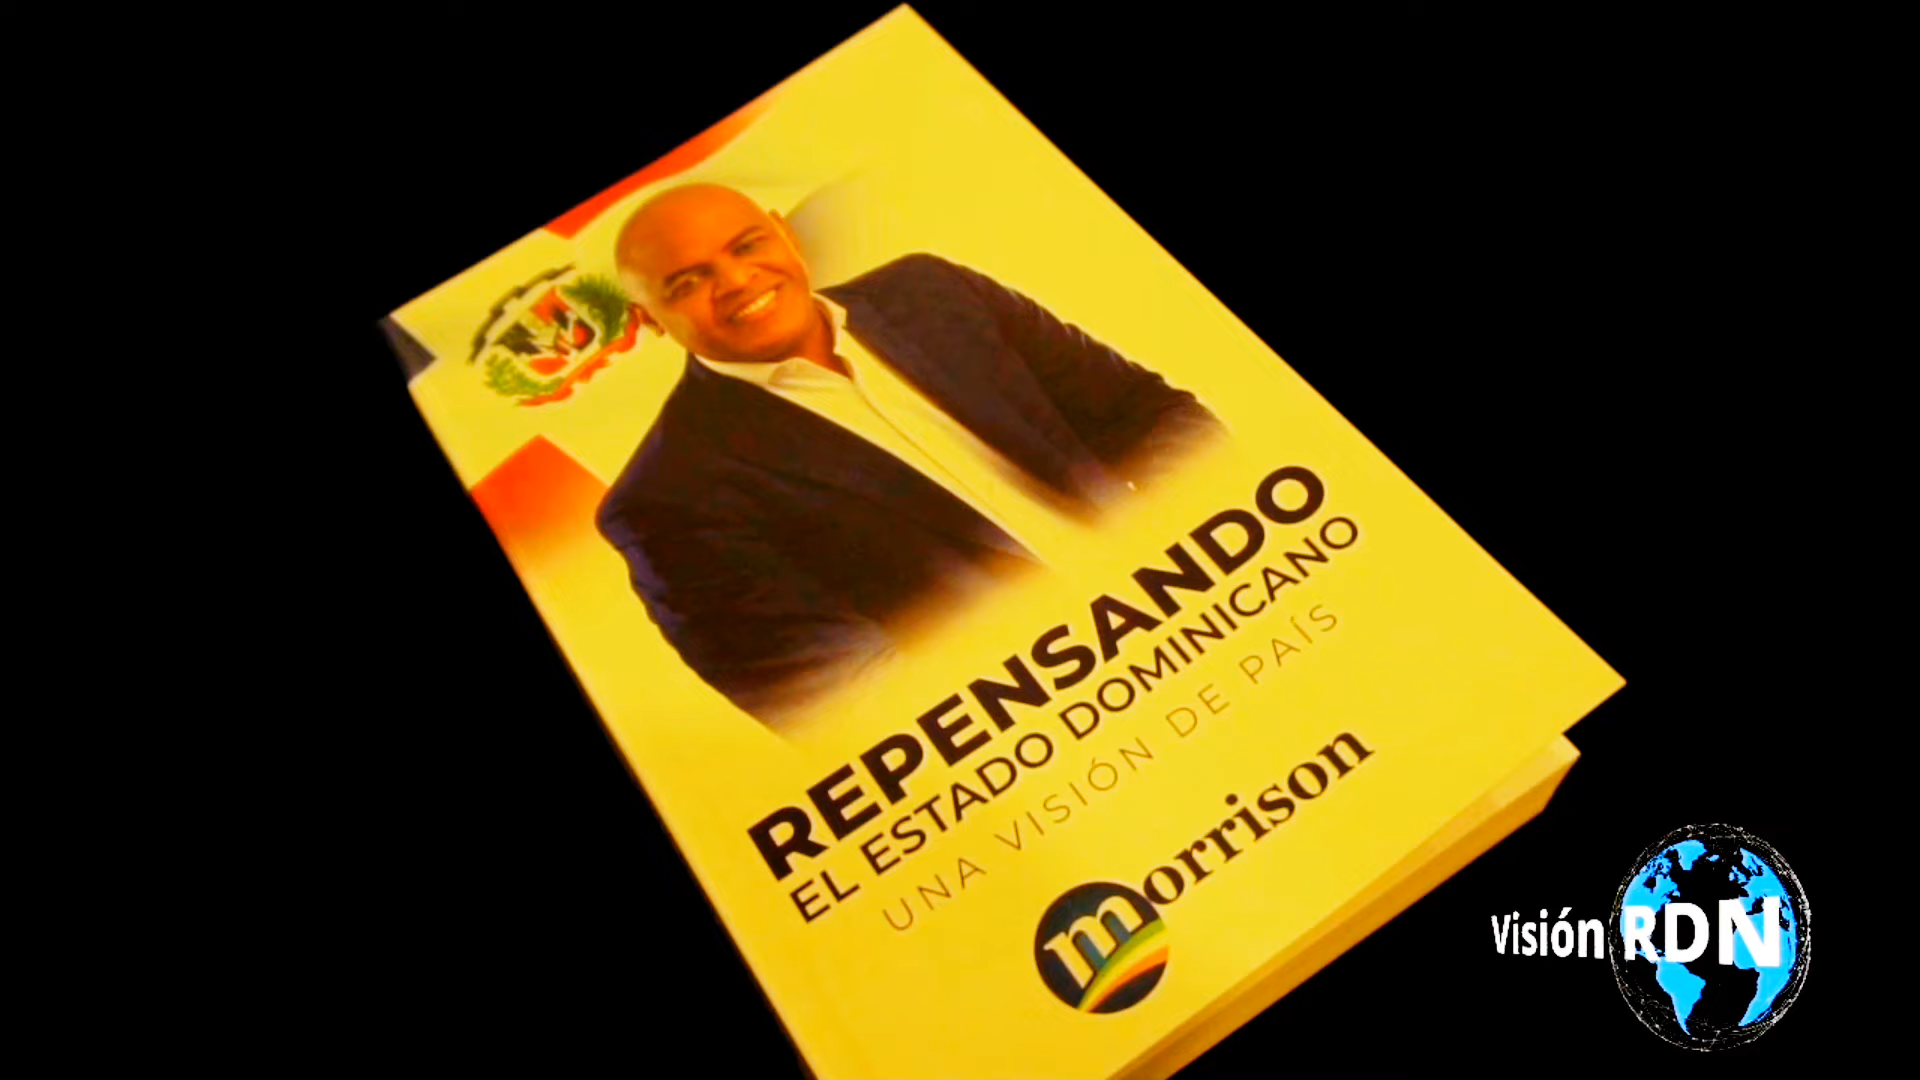 REPENSANDO
EL ESTADO DOMINICANO
UNA VISIÓN DE PAÍS
morrison
Visión RDN